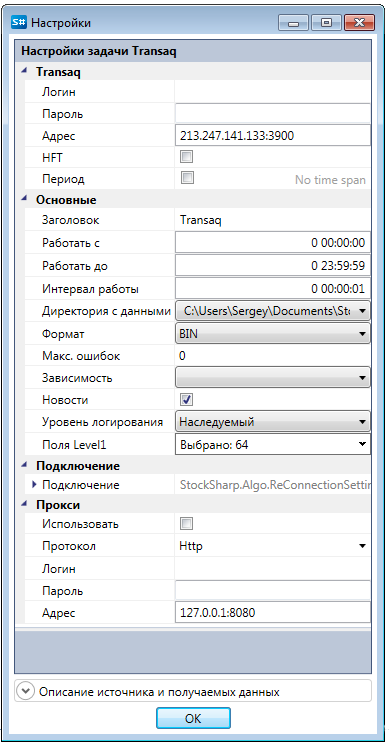 S# Настройки
Настройки задачи Transaq
Transaq
Логин
Пароль
Адрес 213.247.141.133:3900
HFT
Период No time span
Основные
Заголовок Transaq
Работать с 0 00:00:00
Работать до 0 23:59:59
Интервал работы 0 00:00:01
Директория с данными C:\Users\Sergey\Documents\Sto
Формат BIN
Макс. ошибок 0
Зависимость
Новости
Уровень логирования Наследуемый
Поля Level1 Выбрано: 64
Подключение
Подключение StockSharp.Algo.ReConnectionSettin
Прокси
Использовать
Протокол Http
Логин
Пароль
Адрес 127.0.0.1:8080
Описание источника и получаемых данных
OK